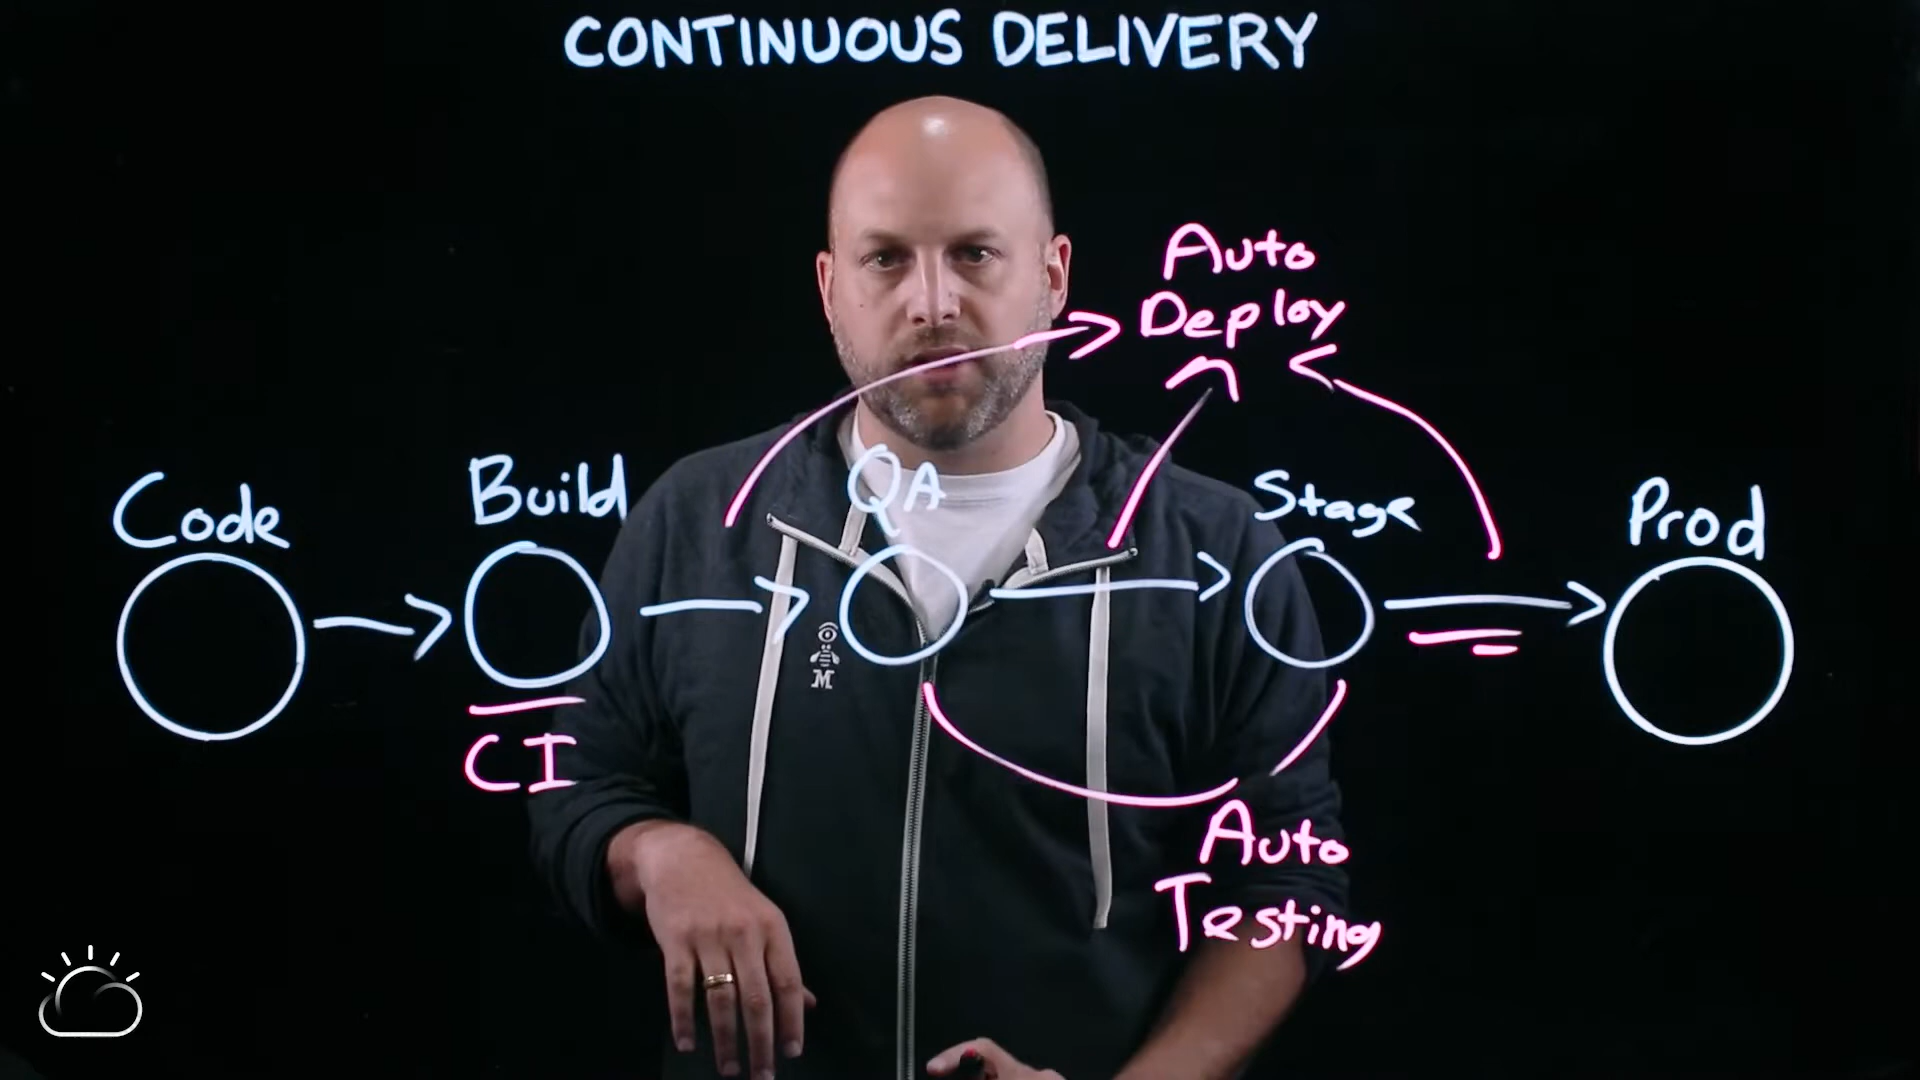 CONTINUOUS DELIVERY
Auto
Deploy
Code
Build
QA
Stage
Prod
CI
M
Auto
Testing